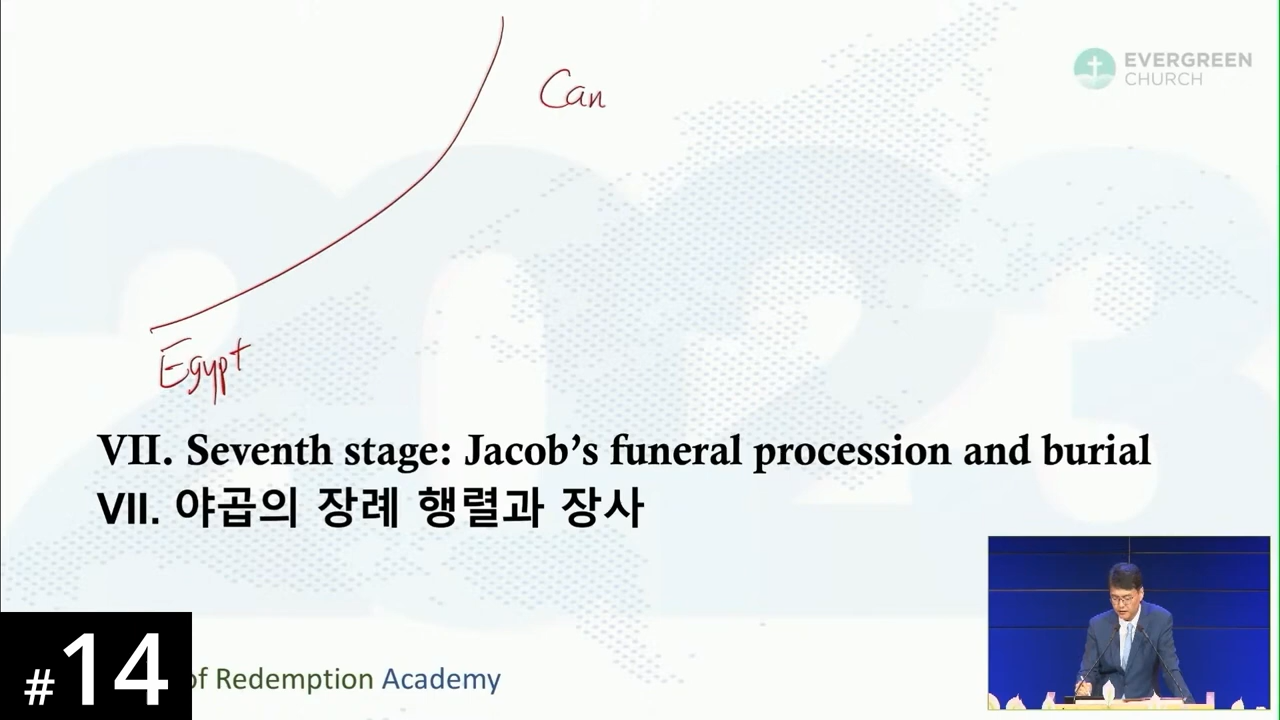 Can
EVERGREEN
CHURCH
Egypt
VII. Seventh stage: Jacob’s funeral procession and burial
VII. 야곱의 장례 행렬과 장사
#14
of Redemption Academy